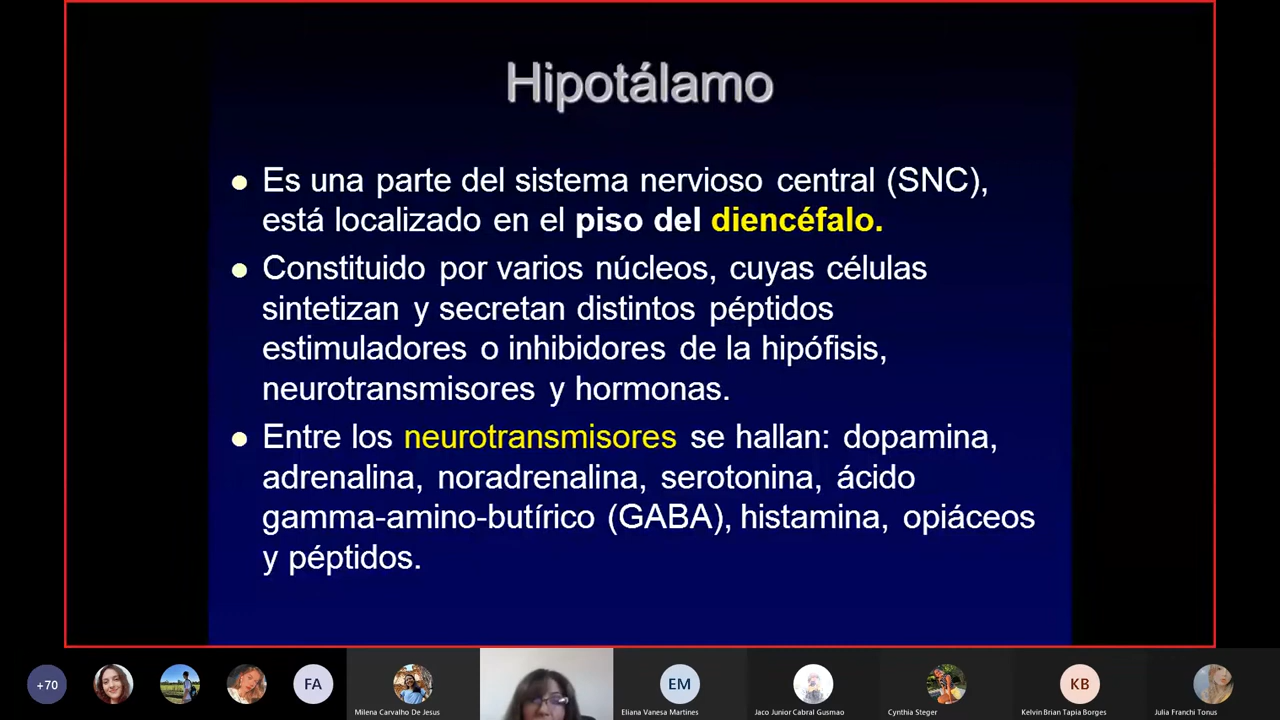 Hipotálamo
Es una parte del sistema nervioso central (SNC),
está localizado en el piso del diencéfalo.
Constituido por varios núcleos, cuyas células
sintetizan y secretan distintos péptidos
estimuladores o inhibidores de la hipófisis,
neurotransmisores y hormonas.
Entre los neurotransmisores se hallan: dopamina,
adrenalina, noradrenalina, serotonina, ácido
gamma-amino-butírico (GABA), histamina, opiáceos
y péptidos.
+70
FA
EM
KB
Milena Carvalho De Jesus
Eliana Vanesa Martines
Jaco Junior Cabral Gusmao
Cynthia Steger
Kelvin Brian Tapia Borges
Julia Franchi Tonus